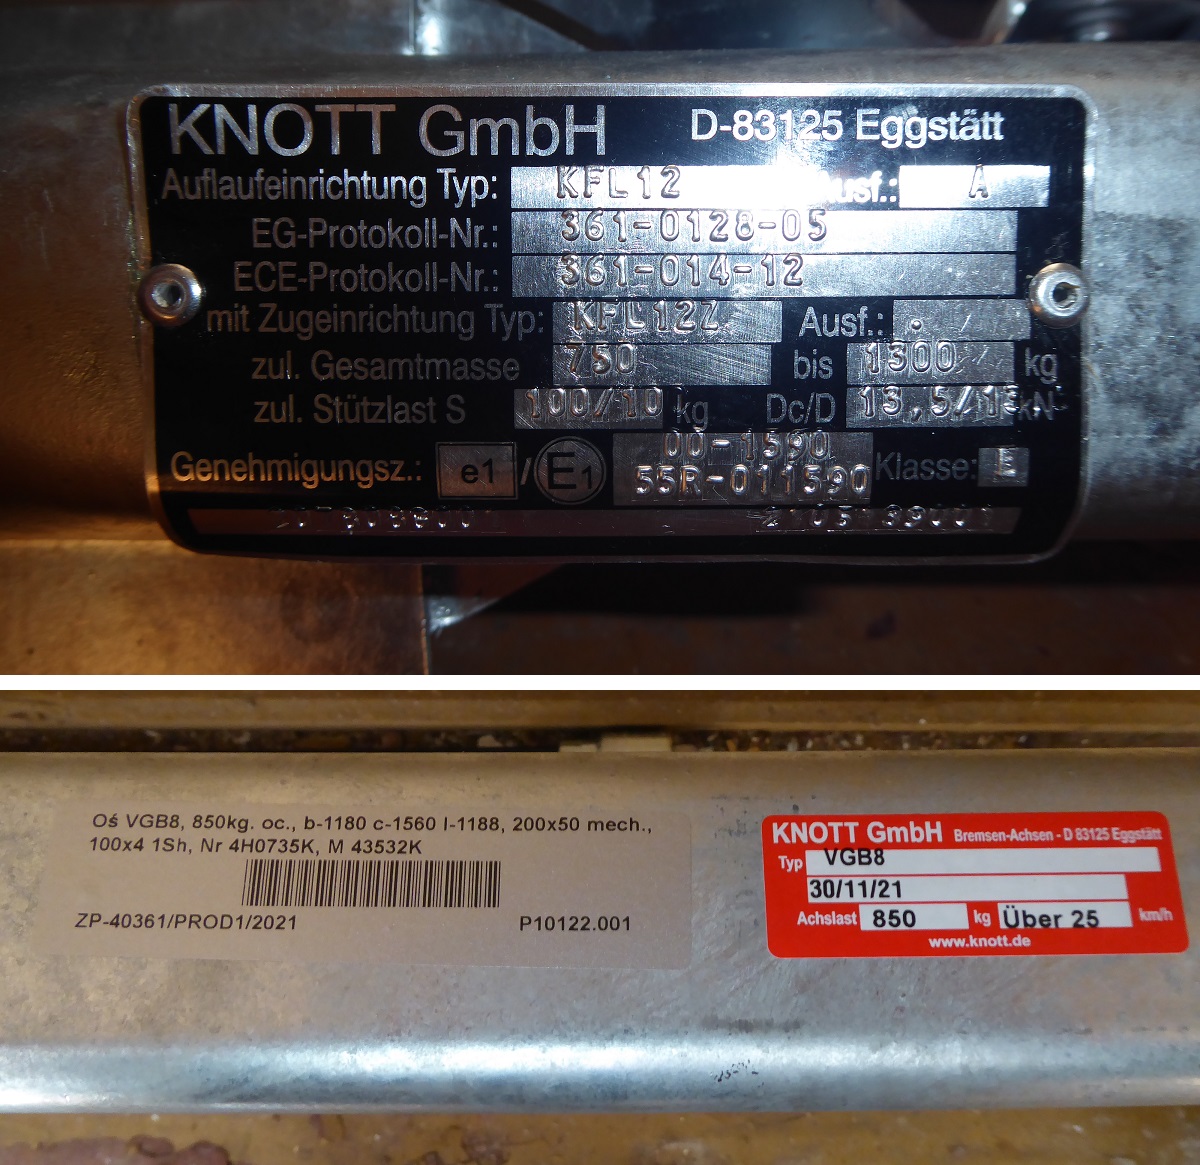 KNOTT GmbH D-83125 Eggstätt
Auflaufeinrichtung Typ: KFL12 Ausf.: A
EG-Protokoll-Nr.: 361-0128-05
ECE-Protokoll-Nr.: 361-014-12
mit Zugeinrichtung Typ: KFL12Z Ausf.: .
zul. Gesamtmasse 750 bis 1300 kg
zul. Stützlast S 100/10 kg Dc/D 13,5/13 kN
Genehmigungsz.: e1 / E1 00-1590 Klasse: E
55R-011590
Oś VGB8, 850kg. oc., b-1180 c-1560 l-1188, 200x50 mech.,
100x4 1Sh, Nr 4H0735K, M 43532K
ZP-40361/PROD1/2021 P10122.001
KNOTT GmbH Bremsen-Achsen - D 83125 Eggstätt
Typ VGB8
30/11/21
Achslast 850 kg Über 25 km/h
www.knott.de